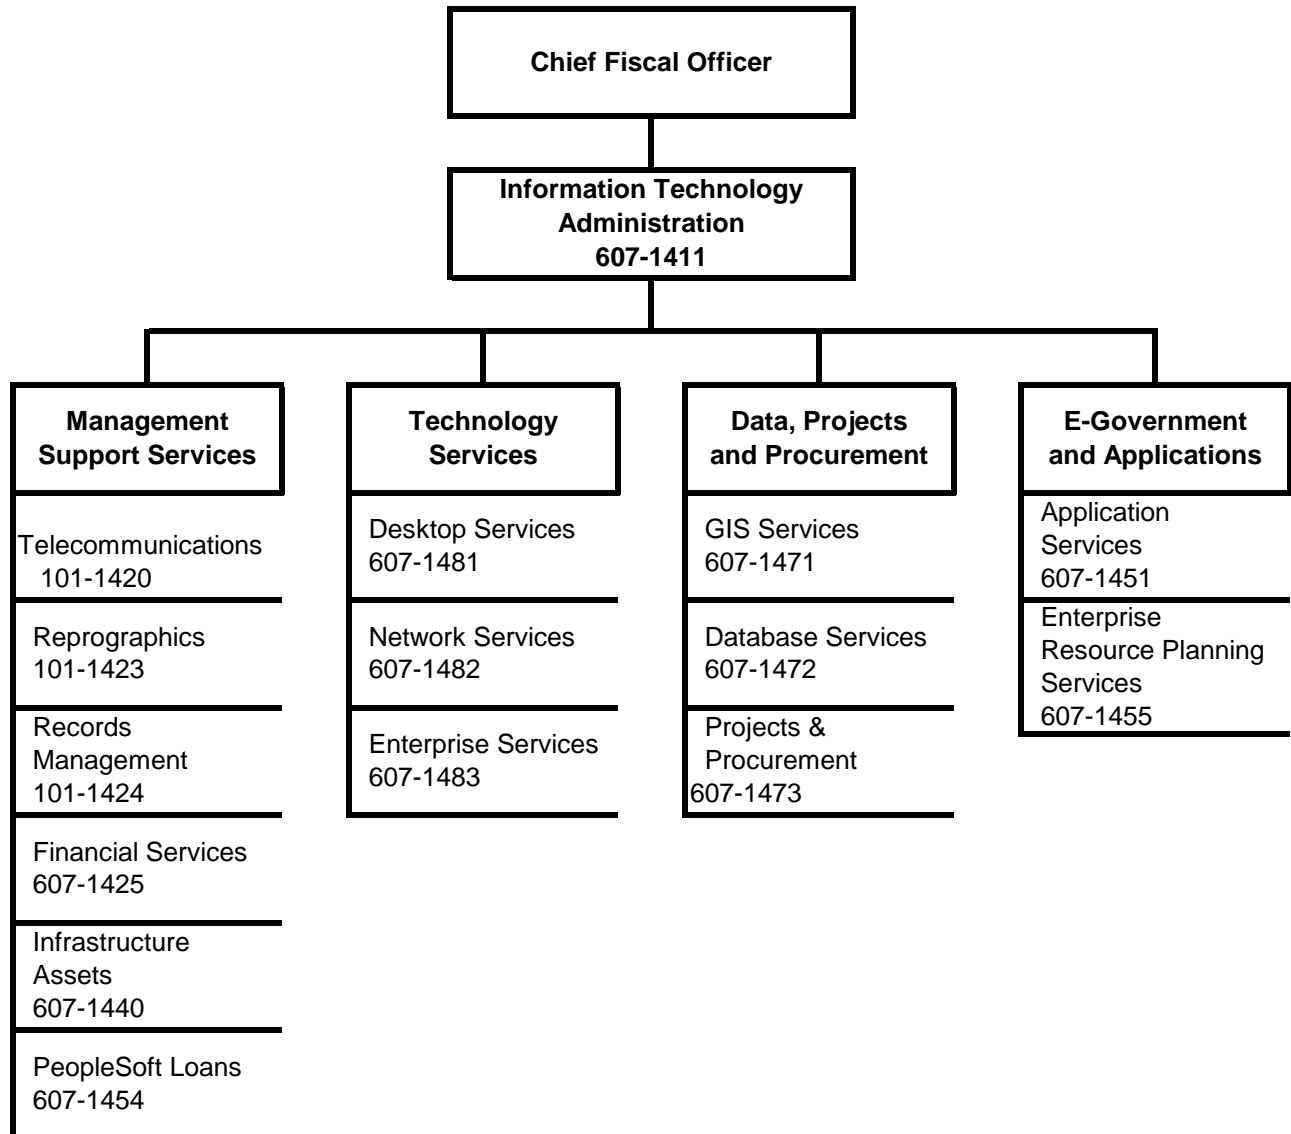 Chief Fiscal Officer
Information Technology
Administration
607-1411
Management
Support Services
Telecommunications
101-1420
Reprographics
101-1423
Records
Management
101-1424
Financial Services
607-1425
Infrastructure
Assets
607-1440
PeopleSoft Loans
607-1454
Technology
Services
Desktop Services
607-1481
Network Services
607-1482
Enterprise Services
607-1483
Data, Projects
and Procurement
GIS Services
607-1471
Database Services
607-1472
Projects &
Procurement
607-1473
E-Government
and Applications
Application
Services
607-1451
Enterprise
Resource Planning
Services
607-1455